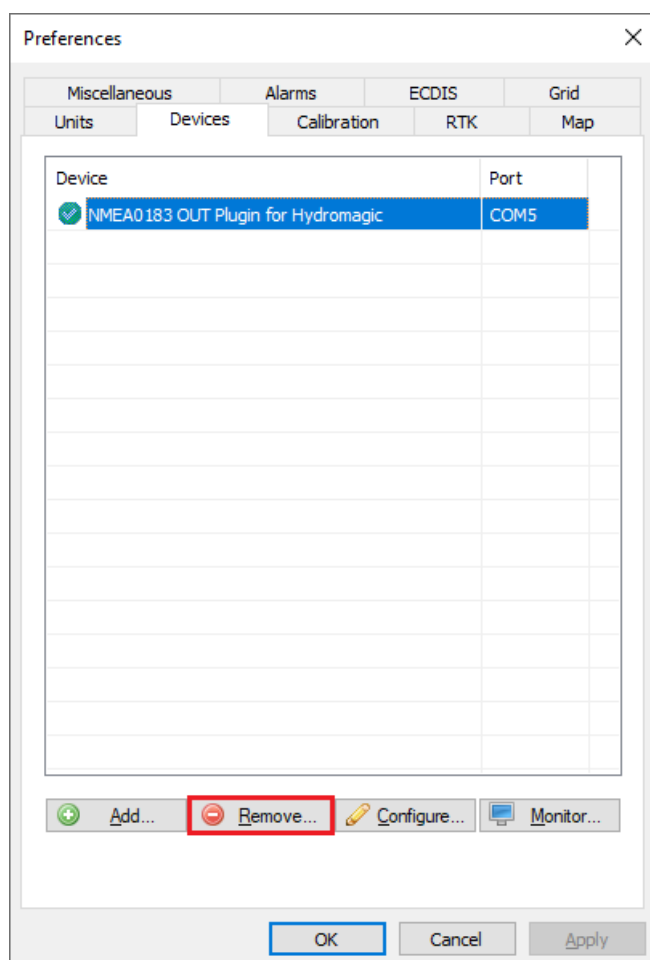 Preferences
Miscellaneous Alarms ECDIS Grid
Units Devices Calibration RTK Map
Device Port
NMEA0183 OUT Plugin for Hydromagic COM5
Add... Remove... Configure... Monitor...
OK Cancel Apply